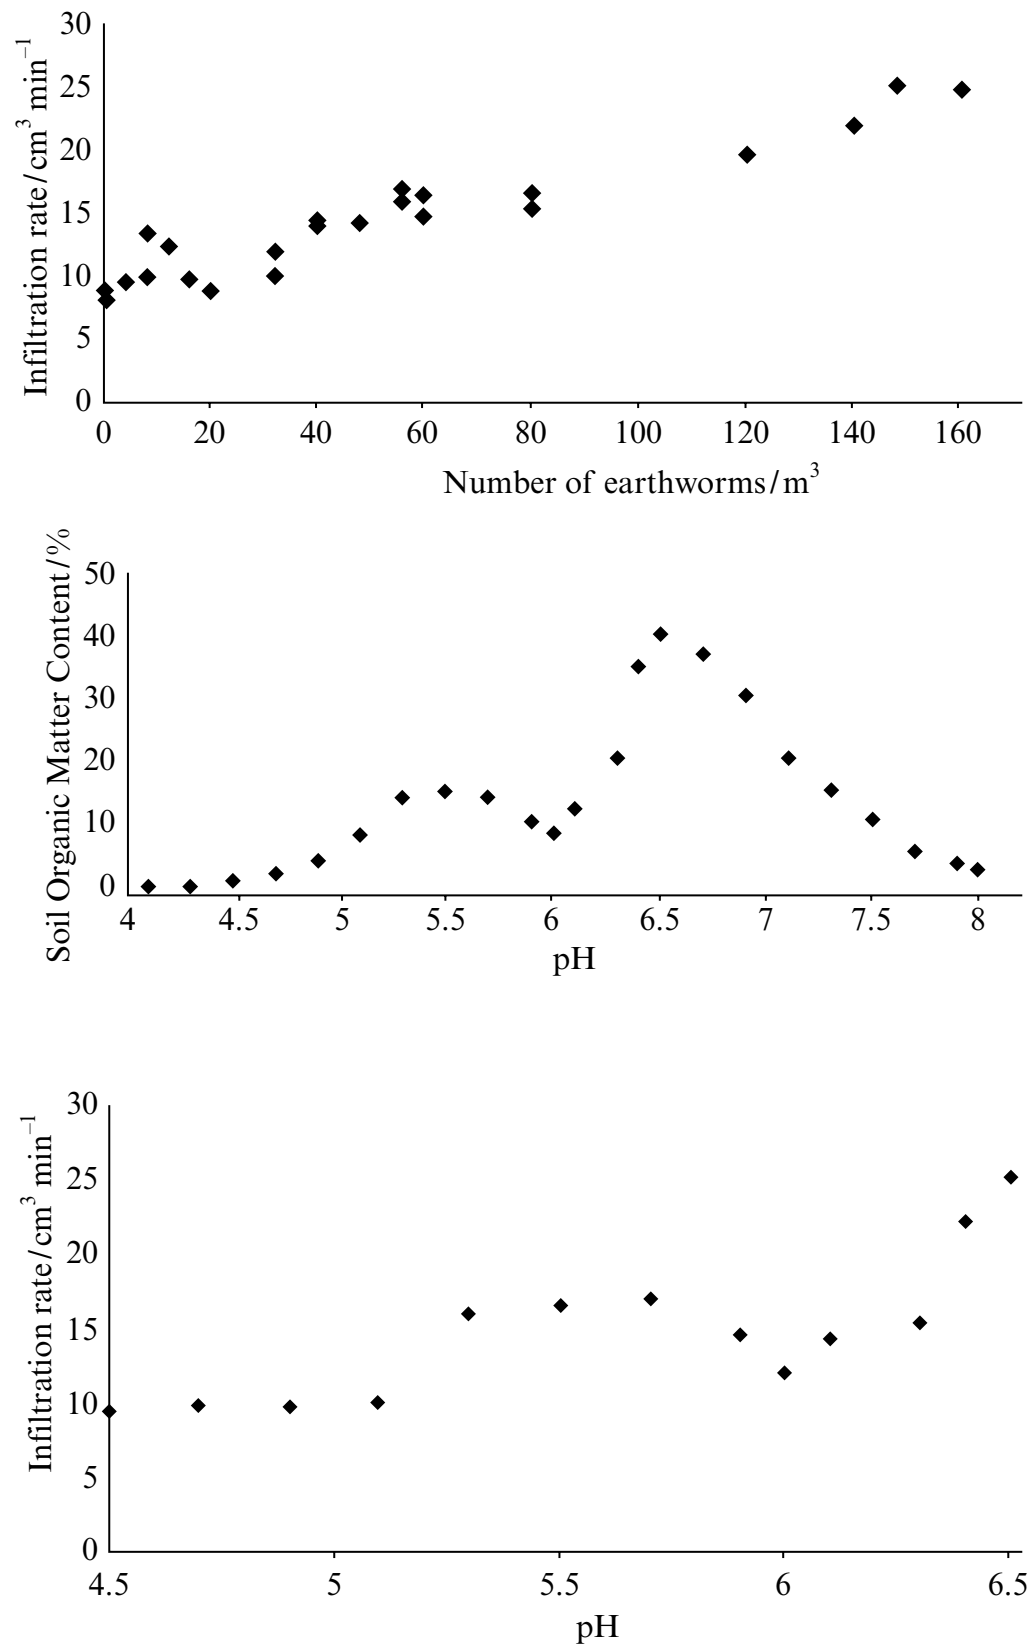 Infiltration rate/cm³ min⁻¹
30
25
20
15
10
5
0
0 20 40 60 80 100 120 140 160
Number of earthworms/m³
Soil Organic Matter Content/%
50
40
30
20
10
0
4 4.5 5 5.5 6 6.5 7 7.5 8
pH
Infiltration rate/cm³ min⁻¹
30
25
20
15
10
5
0
4.5 5 5.5 6 6.5
pH